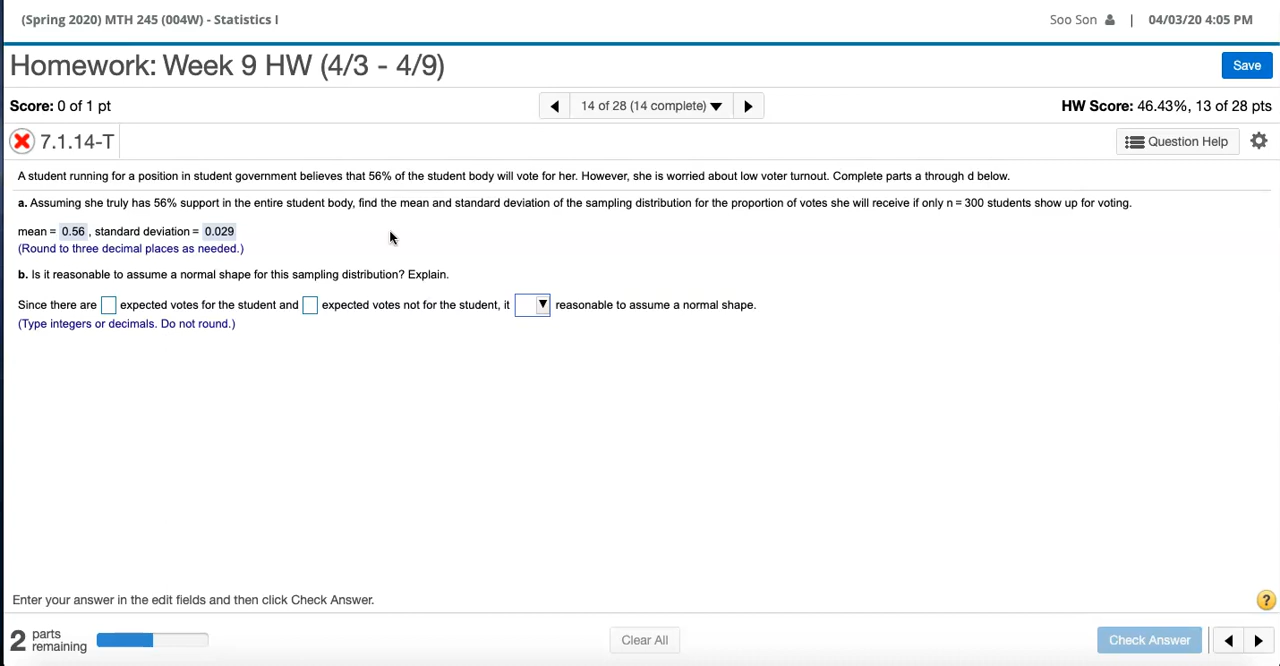 (Spring 2020) MTH 245 (004W) - Statistics I
Soo Son | 04/03/20 4:05 PM
Homework: Week 9 HW (4/3 - 4/9)
Save
Score: 0 of 1 pt
14 of 28 (14 complete)
HW Score: 46.43%, 13 of 28 pts
7.1.14-T
Question Help
A student running for a position in student government believes that 56% of the student body will vote for her. However, she is worried about low voter turnout. Complete parts a through d below.
a. Assuming she truly has 56% support in the entire student body, find the mean and standard deviation of the sampling distribution for the proportion of votes she will receive if only n = 300 students show up for voting.
mean = 0.56 , standard deviation = 0.029
(Round to three decimal places as needed.)
b. Is it reasonable to assume a normal shape for this sampling distribution? Explain.
Since there are expected votes for the student and expected votes not for the student, it reasonable to assume a normal shape.
(Type integers or decimals. Do not round.)
Enter your answer in the edit fields and then click Check Answer.
?
2 parts remaining
Clear All
Check Answer